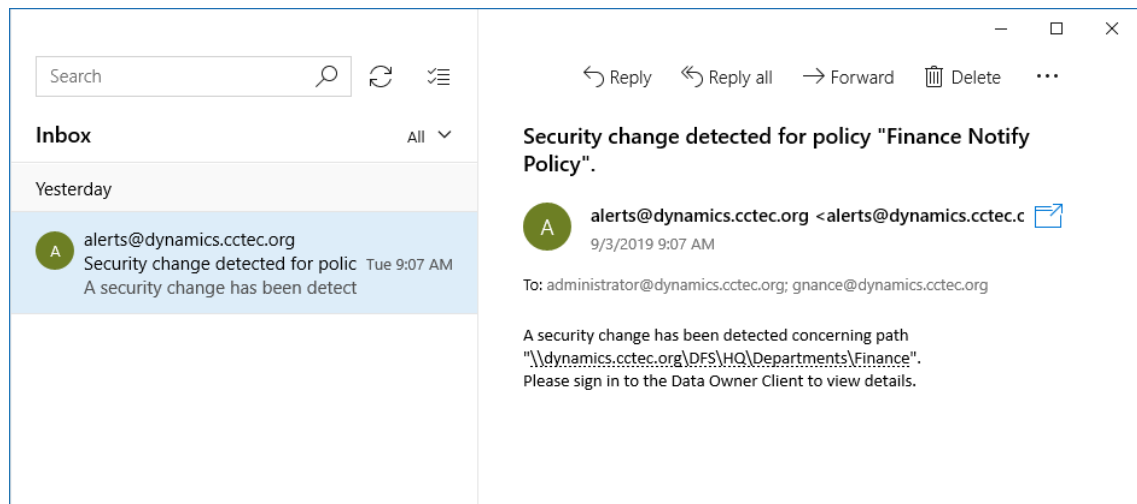 Search
Reply
Reply all
Forward
Delete
Inbox
All
Yesterday
A
alerts@dynamics.cctec.org
Security change detected for polic Tue 9:07 AM
A security change has been detect
Security change detected for policy "Finance Notify
Policy".
A
alerts@dynamics.cctec.org <alerts@dynamics.cctec.c
9/3/2019 9:07 AM
To: administrator@dynamics.cctec.org; gnance@dynamics.cctec.org
A security change has been detected concerning path
"\\dynamics.cctec.org\DFS\HQ\Departments\Finance".
Please sign in to the Data Owner Client to view details.